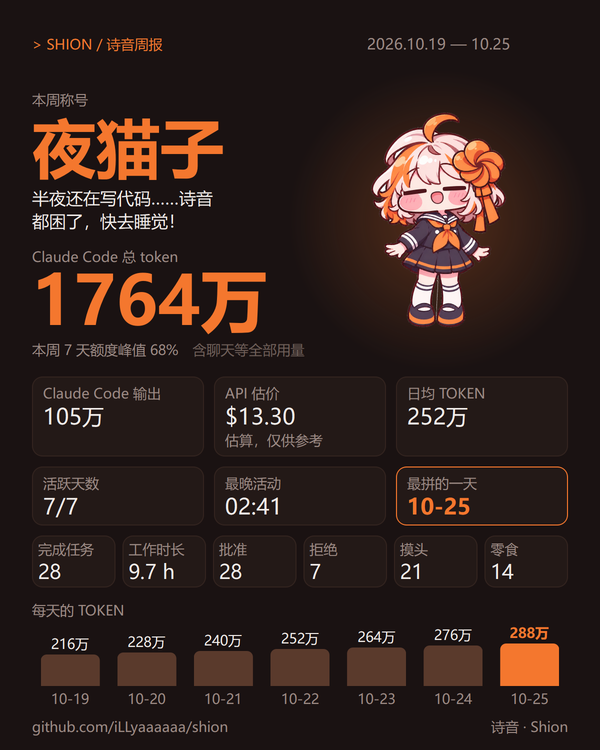 > SHION / 诗音周报
2026.10.19 — 10.25
本周称号
夜猫子
半夜还在写代码……诗音
都困了，快去睡觉！
Claude Code 总 token
1764万
本周 7 天额度峰值 68% 含聊天等全部用量
Claude Code 输出
105万
API 估价
$13.30
估算，仅供参考
日均 TOKEN
252万
活跃天数
7/7
最晚活动
02:41
最拼的一天
10-25
完成任务
28
工作时长
9.7 h
批准
28
拒绝
7
摸头
21
零食
14
每天的 TOKEN
216万 228万 240万 252万 264万 276万 288万
10-19 10-20 10-21 10-22 10-23 10-24 10-25
github.com/iLLyaaaaaa/shion
诗音 · Shion